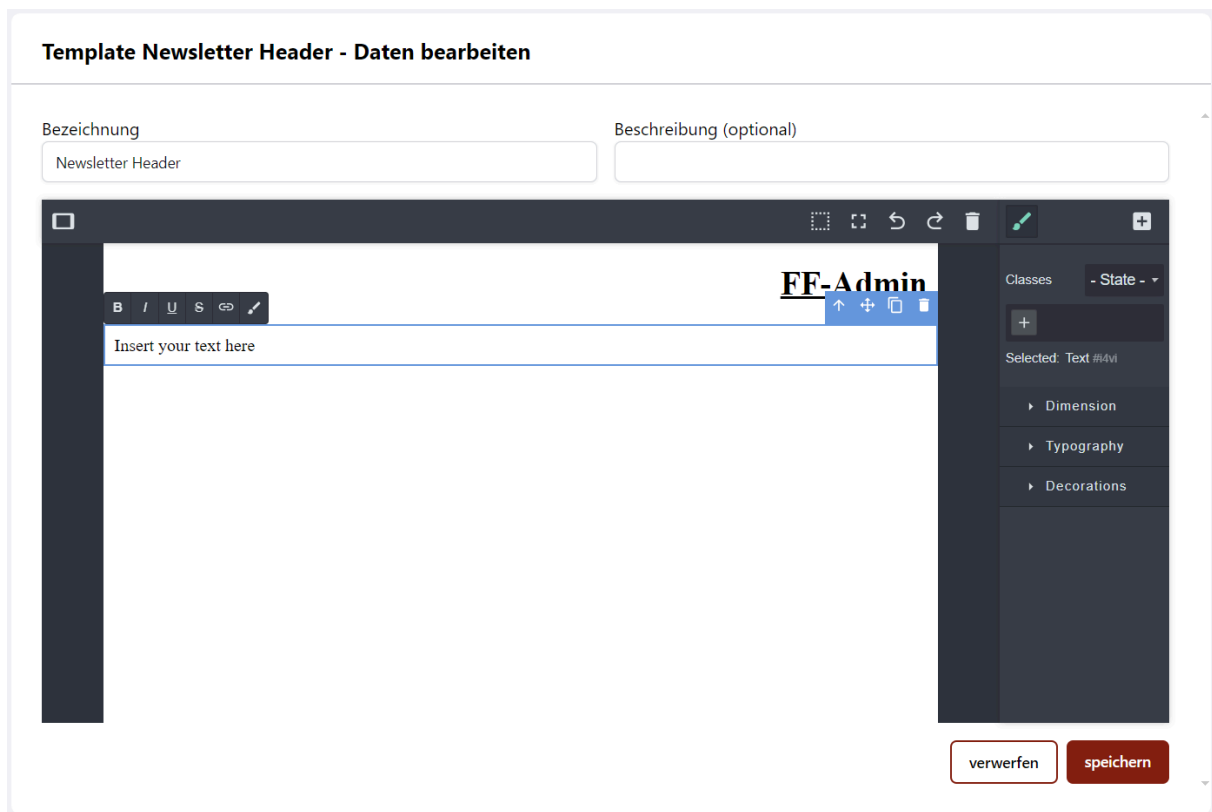 Template Newsletter Header - Daten bearbeiten
Bezeichnung
Beschreibung (optional)
Newsletter Header
FF-Admin
B I U S
Insert your text here
Classes
- State -
Selected: Text #i4vi
Dimension
Typography
Decorations
verwerfen
speichern